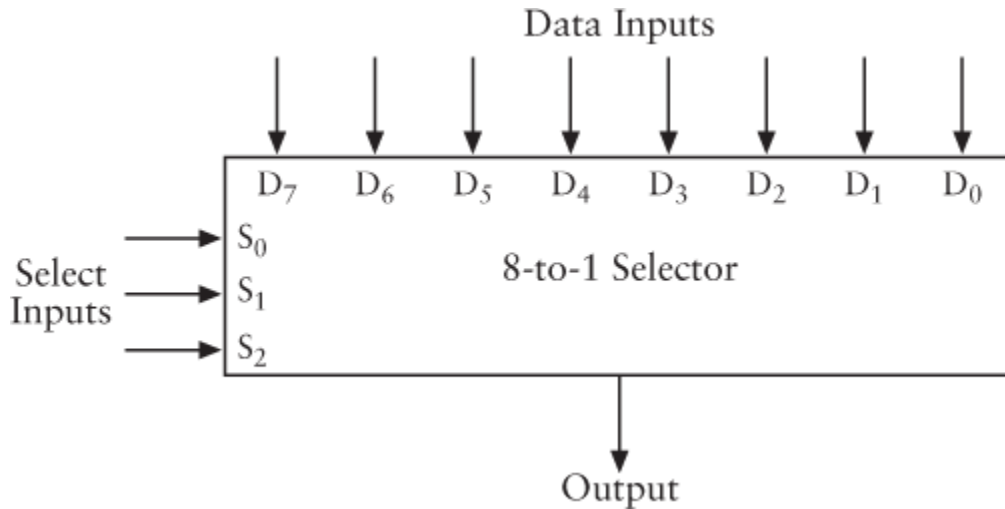 Data Inputs
D₇ D₆ D₅ D₄ D₃ D₂ D₁ D₀
S₀
8-to-1 Selector
Select
Inputs
S₁
S₂
Output